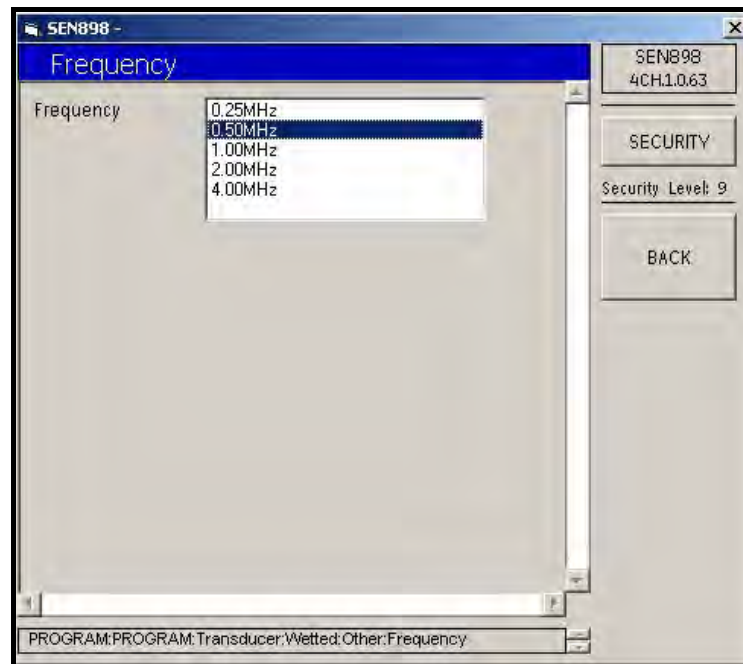 SEN898 -
Frequency
SEN898
4CH.1.0.63
Frequency
0.25MHz
0.50MHz
1.00MHz
2.00MHz
4.00MHz
SECURITY
Security Level: 9
BACK
PROGRAM:PROGRAM:Transducer:Wetted:Other:Frequency